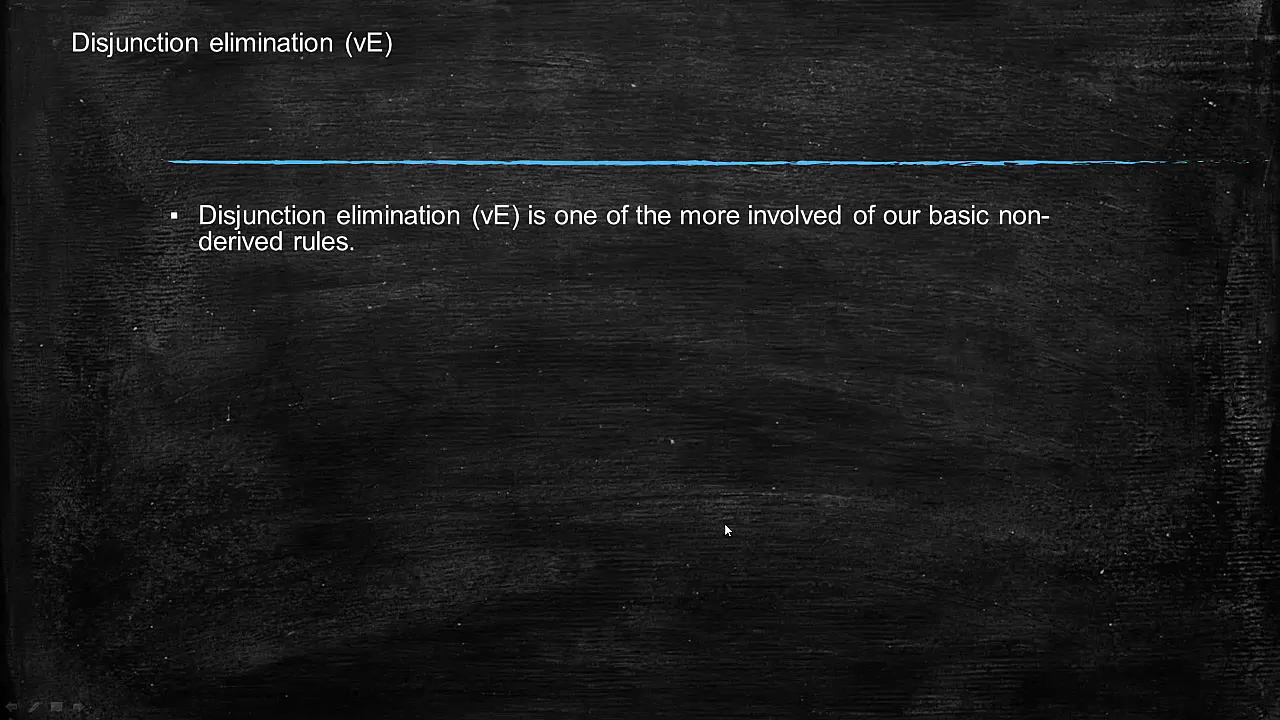 Disjunction elimination (vE)
▪ Disjunction elimination (vE) is one of the more involved of our basic non-
derived rules.